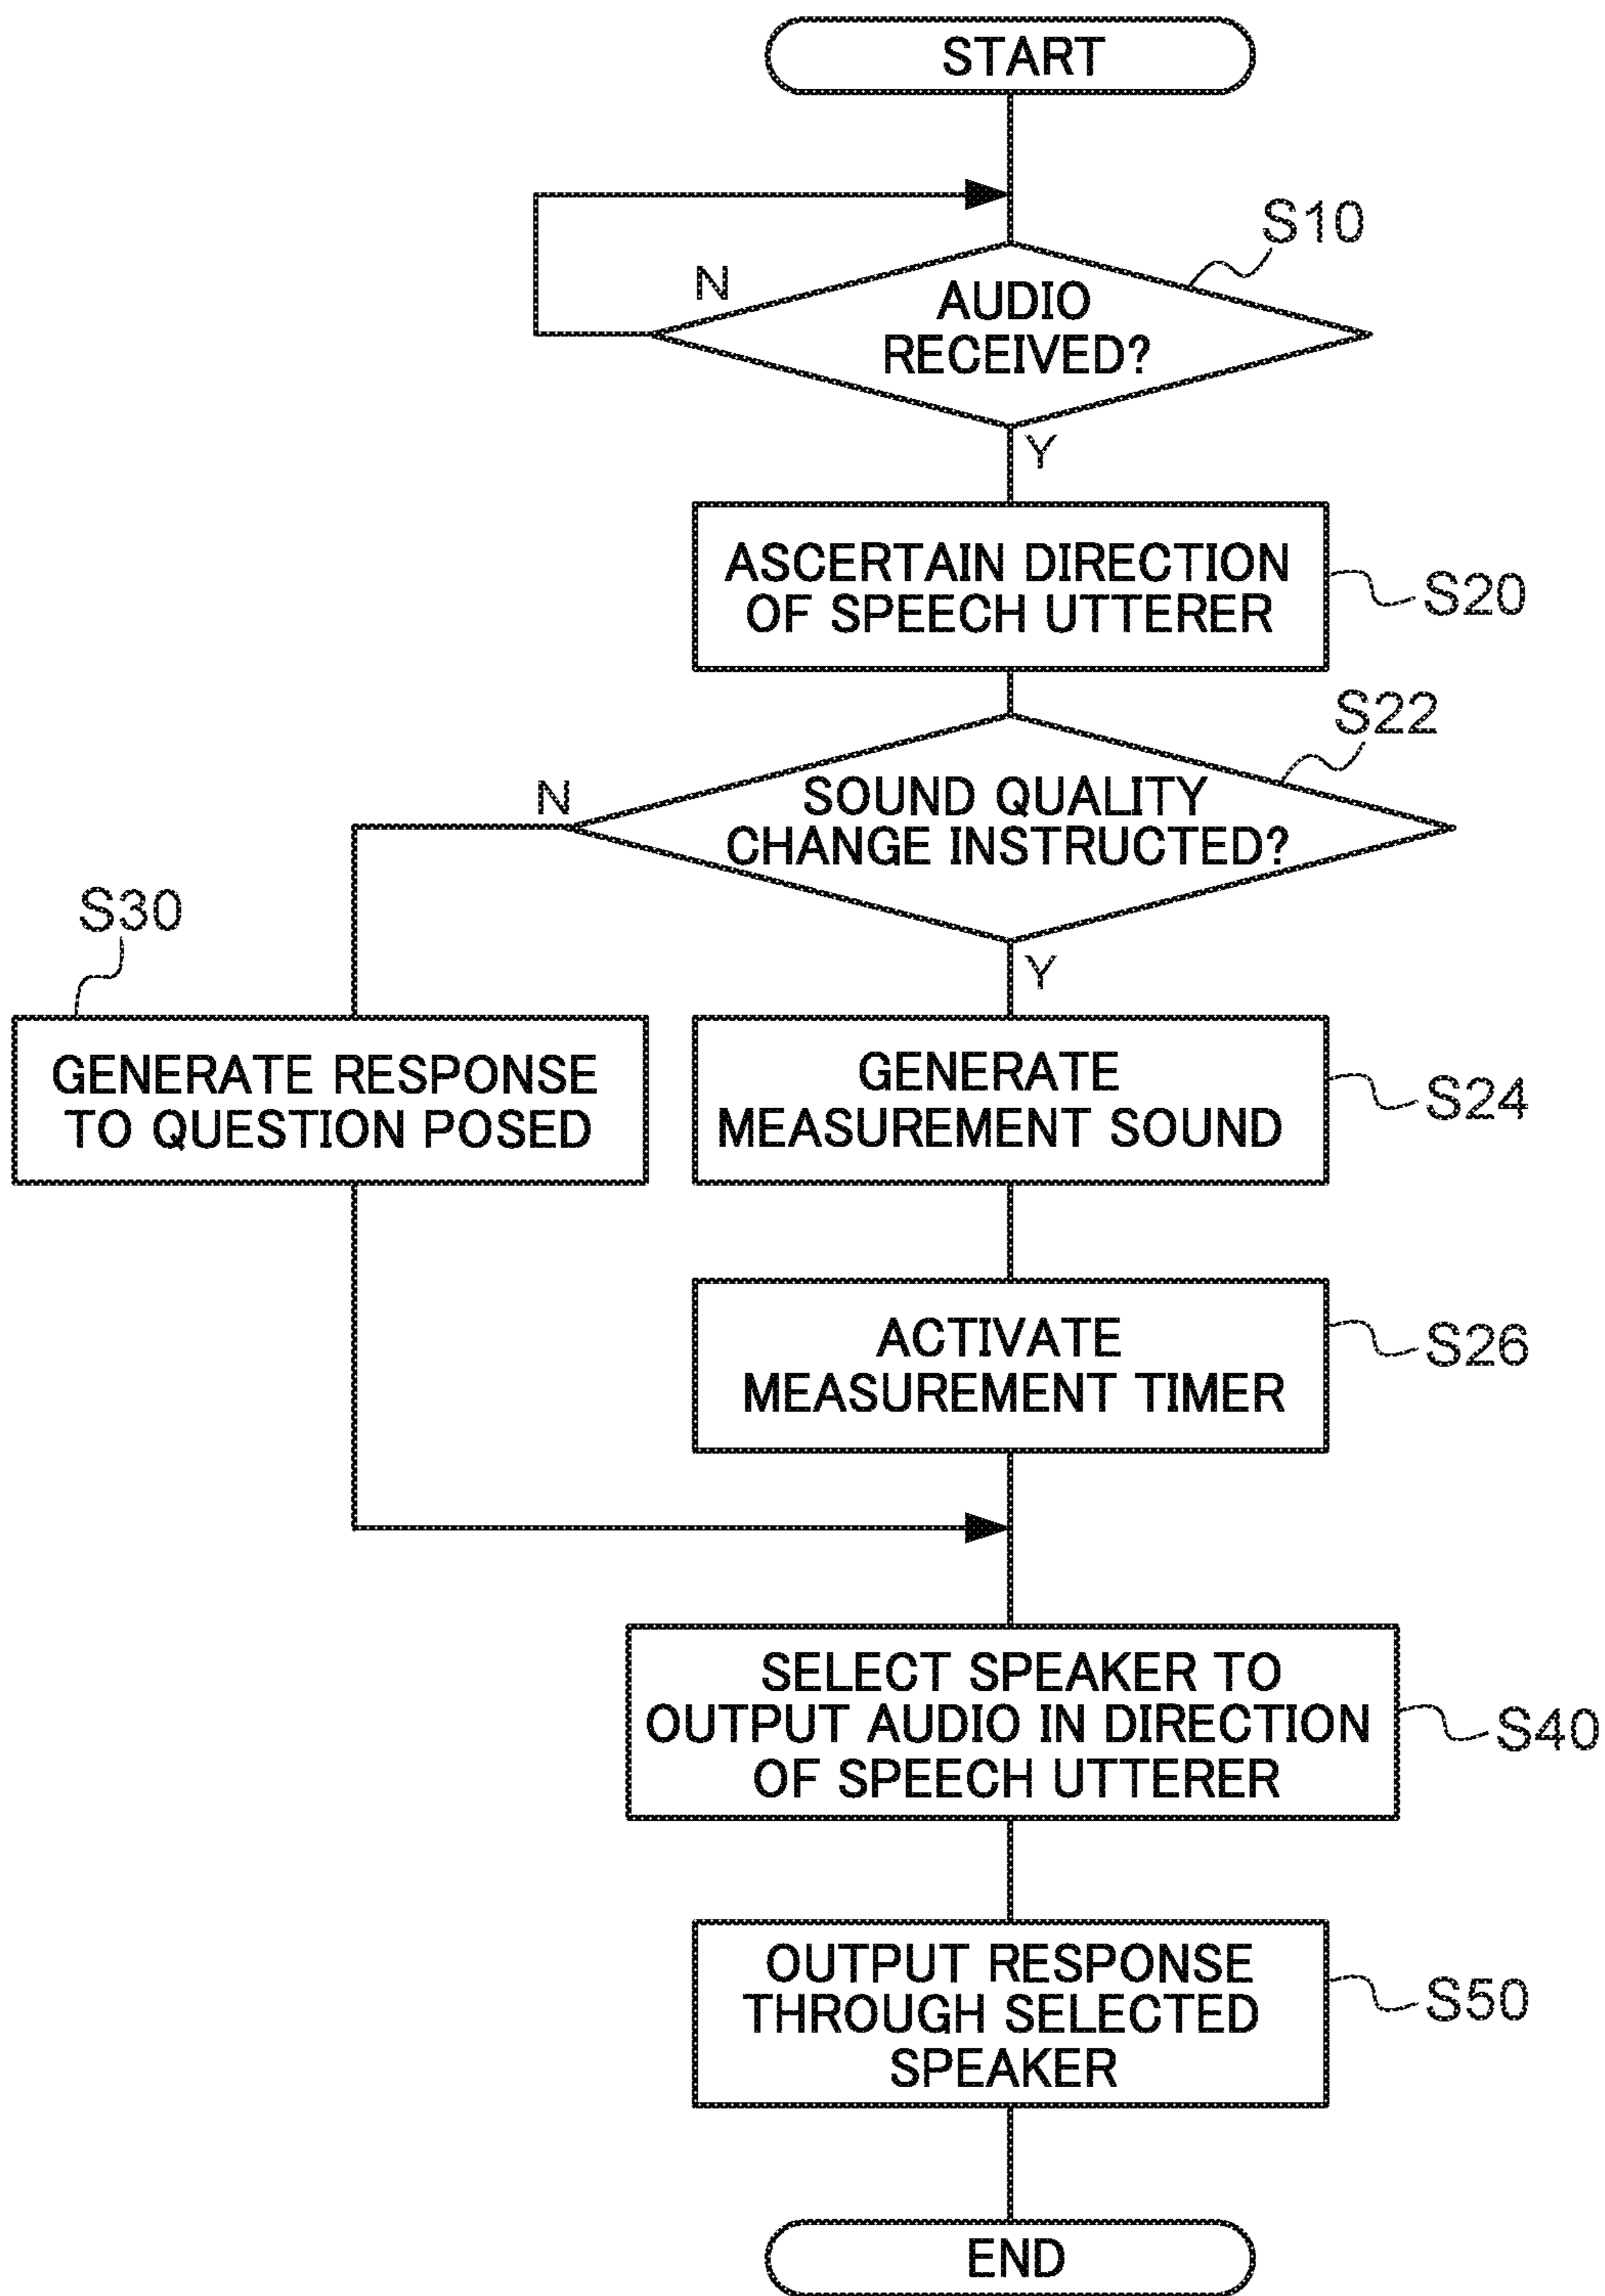 START
S10
N
AUDIO
RECEIVED?
Y
ASCERTAIN DIRECTION
OF SPEECH UTTERER
S20
S22
N
SOUND QUALITY
CHANGE INSTRUCTED?
Y
S30
GENERATE RESPONSE
TO QUESTION POSED
GENERATE
MEASUREMENT SOUND
S24
ACTIVATE
MEASUREMENT TIMER
S26
SELECT SPEAKER TO
OUTPUT AUDIO IN DIRECTION
OF SPEECH UTTERER
S40
OUTPUT RESPONSE
THROUGH SELECTED
SPEAKER
S50
END